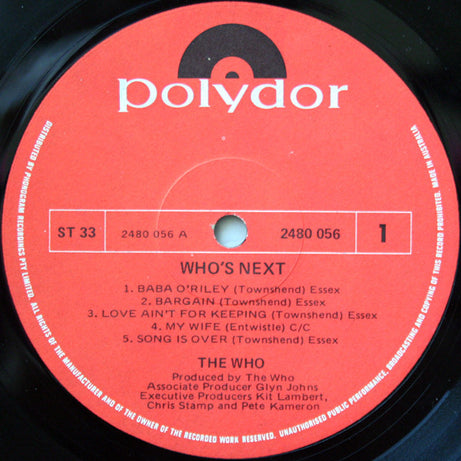 polydor
ST 33
2480 056 A
2480 056
1
WHO'S NEXT
1. BABA O'RILEY (Townshend) Essex
2. BARGAIN (Townshend) Essex
3. LOVE AIN'T FOR KEEPING (Townshend) Essex
4. MY WIFE (Entwistle) C/C
5. SONG IS OVER (Townshend) Essex
THE WHO
Produced by The Who
Associate Producer Glyn Johns
Executive Producers Kit Lambert,
Chris Stamp and Pete Kameron
DISTRIBUTED BY PHONOGRAM RECORDINGS PTY LIMITED. ALL RIGHTS OF THE MANUFACTURER AND OF THE OWNER OF THE RECORDED WORK RESERVED. UNAUTHORISED PUBLIC PERFORMANCE, BROADCASTING AND COPYING OF THIS RECORD PROHIBITED. MADE IN AUSTRALIA